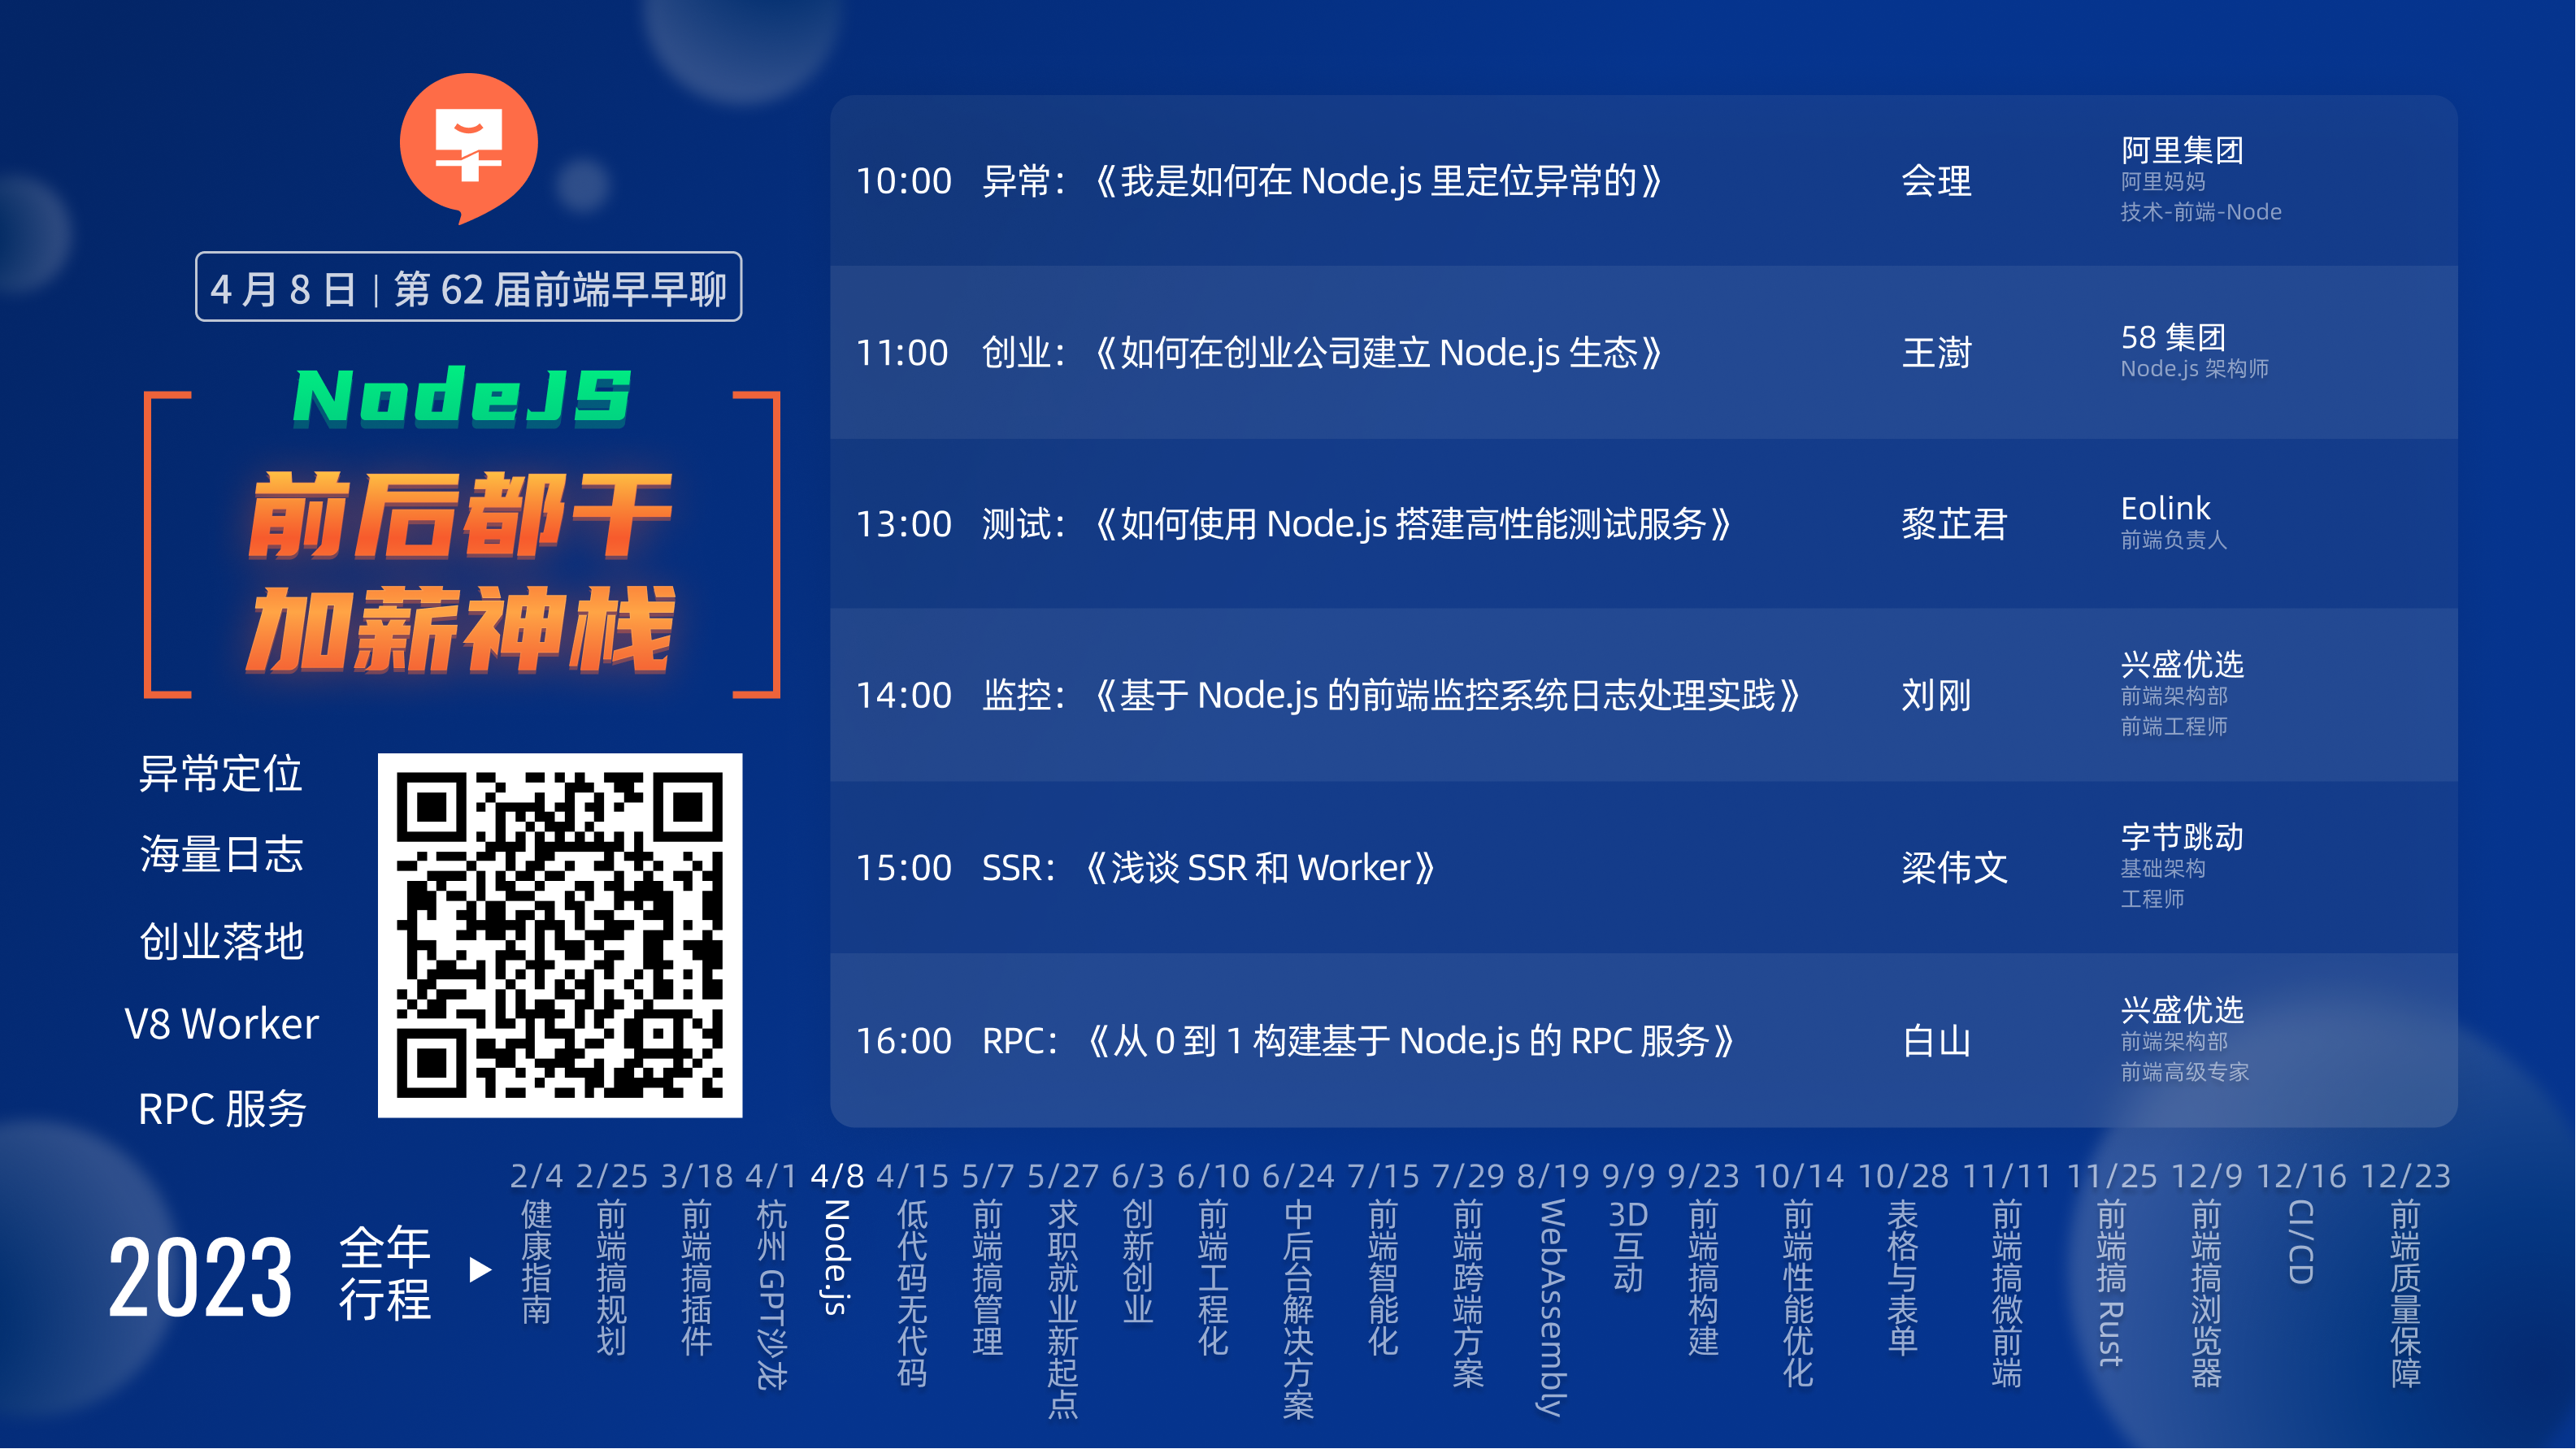 4 月 8 日 | 第 62 届前端早早聊
NodeJS
前后都干
加薪神栈
异常定位
海量日志
创业落地
V8 Worker
RPC 服务
10:00 异常：《我是如何在 Node.js 里定位异常的》 会理 阿里集团
阿里妈妈
技术-前端-Node
11:00 创业：《如何在创业公司建立 Node.js 生态》 王澍 58 集团
Node.js 架构师
13:00 测试：《如何使用 Node.js 搭建高性能测试服务》 黎芷君 Eolink
前端负责人
14:00 监控：《基于 Node.js 的前端监控系统日志处理实践》 刘刚 兴盛优选
前端架构部
前端工程师
15:00 SSR：《浅谈 SSR 和 Worker》 梁伟文 字节跳动
基础架构
工程师
16:00 RPC：《从 0 到 1 构建基于 Node.js 的 RPC 服务》 白山 兴盛优选
前端架构部
前端高级专家
2023
全年
行程
2/4 健康指南
2/25 前端搞规划
3/18 前端搞插件
4/1 杭州 GPT沙龙
4/8 Node.js
4/15 低代码无代码
5/7 前端搞管理
5/27 求职就业新起点
6/3 创新创业
6/10 前端工程化
6/24 中后台解决方案
7/15 前端智能化
7/29 前端跨端方案
8/19 WebAssembly
9/9 3D互动
9/23 前端搞构建
10/14 前端性能优化
10/28 表格与表单
11/11 前端搞微前端
11/25 前端搞 Rust
12/9 前端搞浏览器
12/16 CI/CD
12/23 前端质量保障